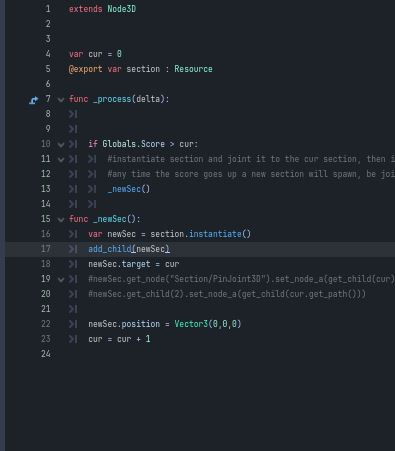 1 extends Node3D
2
3
4 var cur = 0
5 @export var section : Resource
6
7 func _process(delta):
8
9
10 if Globals.Score > cur:
11 #instantiate section and joint it to the cur section, then i
12 #any time the score goes up a new section will spawn, be joi
13 _newSec()
14
15 func _newSec():
16 var newSec = section.instantiate()
17 add_child(newSec)
18 newSec.target = cur
19 #newSec.get_node("Section/PinJoint3D").set_node_a(get_child(cur)
20 #newSec.get_child(2).set_node_a(get_child(cur.get_path()))
21
22 newSec.position = Vector3(0,0,0)
23 cur = cur + 1
24